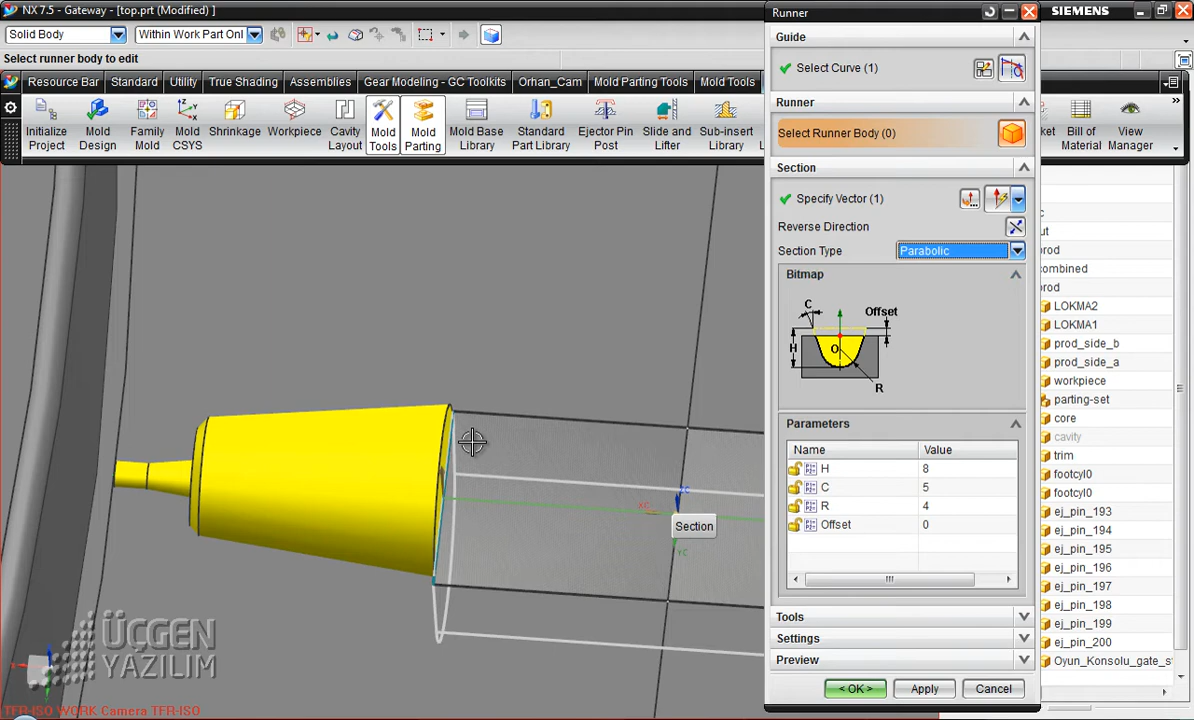 NX 7.5 - Gateway - [top.prt (Modified) ]
SIEMENS
Solid Body
Within Work Part Onl
Select runner body to edit
Resource Bar
Standard
Utility
True Shading
Assemblies
Gear Modeling - GC Toolkits
Orhan_Cam
Mold Parting Tools
Mold Tools
Initialize Project
Mold Design
Family Mold
Mold CSYS
Shrinkage
Workpiece
Cavity Layout
Mold Tools
Mold Parting
Mold Base Library
Standard Part Library
Ejector Pin Post
Slide and Lifter
Sub-insert Library
Bill of Material
View Manager
Runner
Guide
Select Curve (1)
Runner
Select Runner Body (0)
Section
Specify Vector (1)
Reverse Direction
Section Type
Parabolic
Bitmap
C
Offset
H
O
R
Parameters
Name Value
H 8
C 5
R 4
Offset 0
Tools
Settings
Preview
< OK >
Apply
Cancel
LOKMA2
LOKMA1
prod_side_b
prod_side_a
workpiece
parting-set
core
cavity
trim
footcyl0
footcyl0
ej_pin_193
ej_pin_194
ej_pin_195
ej_pin_196
ej_pin_197
ej_pin_198
ej_pin_199
ej_pin_200
Oyun_Konsolu_gate_s
XC
ZC
YC
Section
ÜÇGEN
YAZILIM
TFR-ISO WORK Camera TFR-ISO